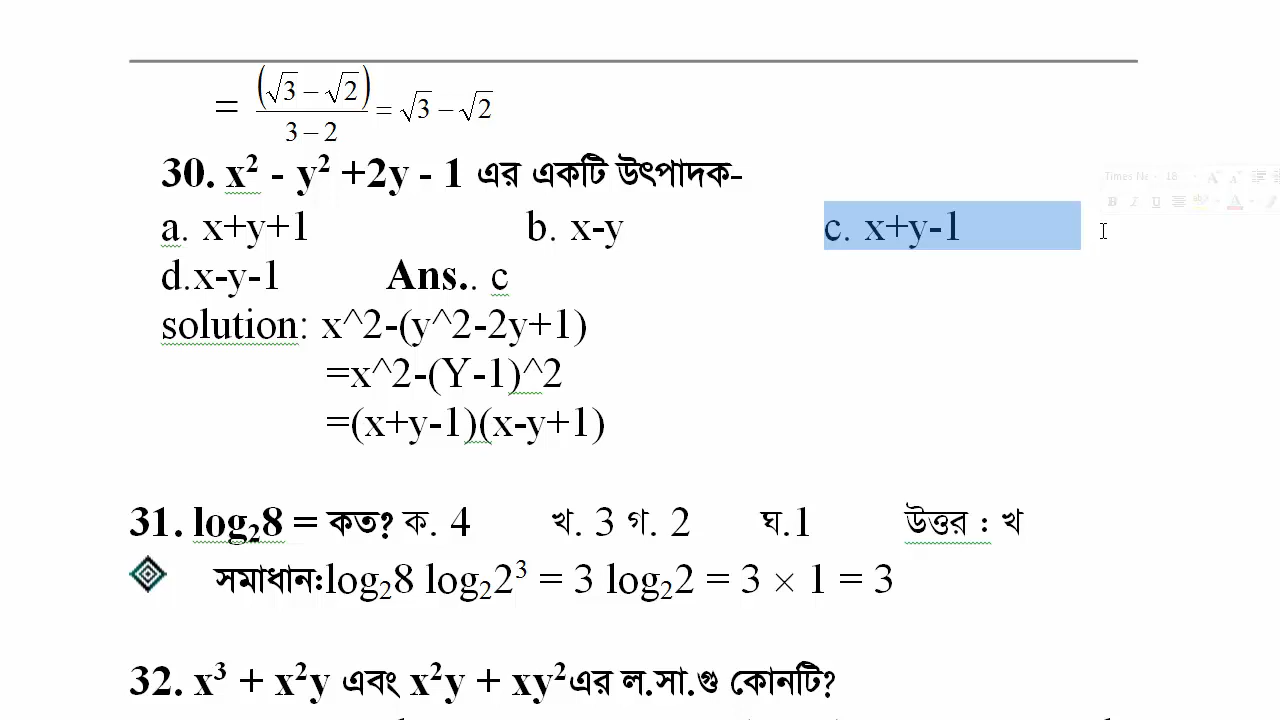 = (√3 − √2) / 3 − 2 = √3 − √2
30. x² - y² +2y - 1 এর একটি উৎপাদক-
a. x+y+1 b. x-y c. x+y-1
d.x-y-1 Ans.. c
solution: x^2-(y^2-2y+1)
=x^2-(Y-1)^2
=(x+y-1)(x-y+1)
31. log₂8 = কত? ক. 4 খ. 3 গ. 2 ঘ.1 উত্তর : খ
সমাধান:log₂8 log₂2³ = 3 log₂2 = 3 × 1 = 3
32. x³ + x²y এবং x²y + xy²এর ল.সা.গু কোনটি?